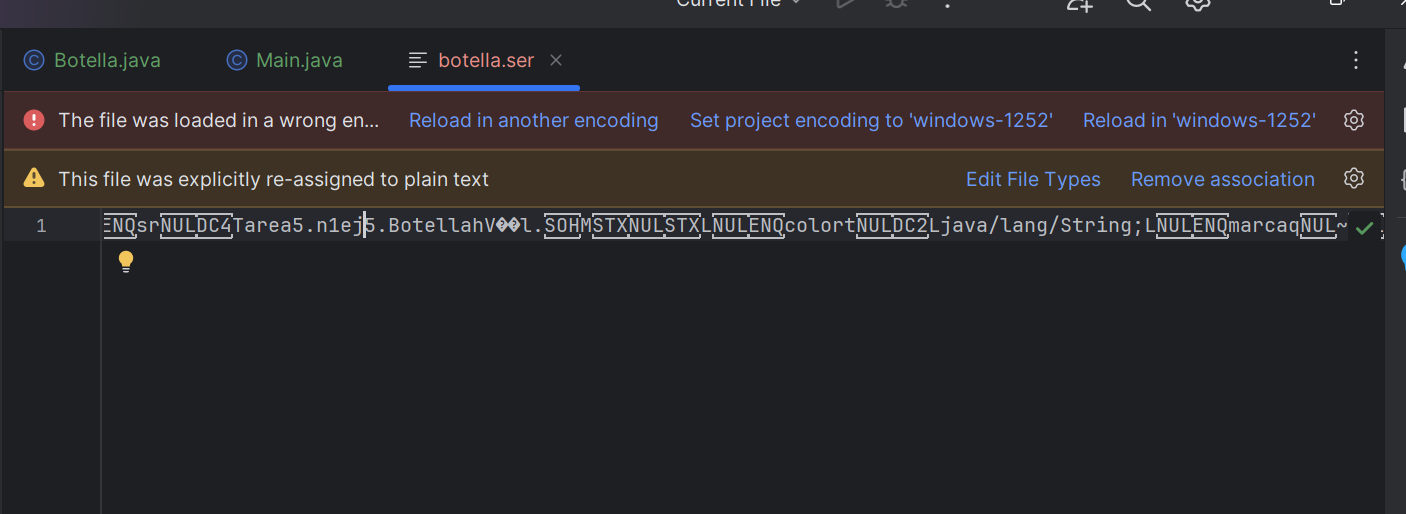 Current File
Botella.java Main.java botella.ser
The file was loaded in a wrong en... Reload in another encoding Set project encoding to 'windows-1252' Reload in 'windows-1252'
This file was explicitly re-assigned to plain text Edit File Types Remove association
1 ENQsrNULDC4Tarea5.n1ej5.BotellahV��l.SOHMSTXNULSTXLNULENQcolortNULDC2Ljava/lang/String;LNULENQmarcaqNUL~